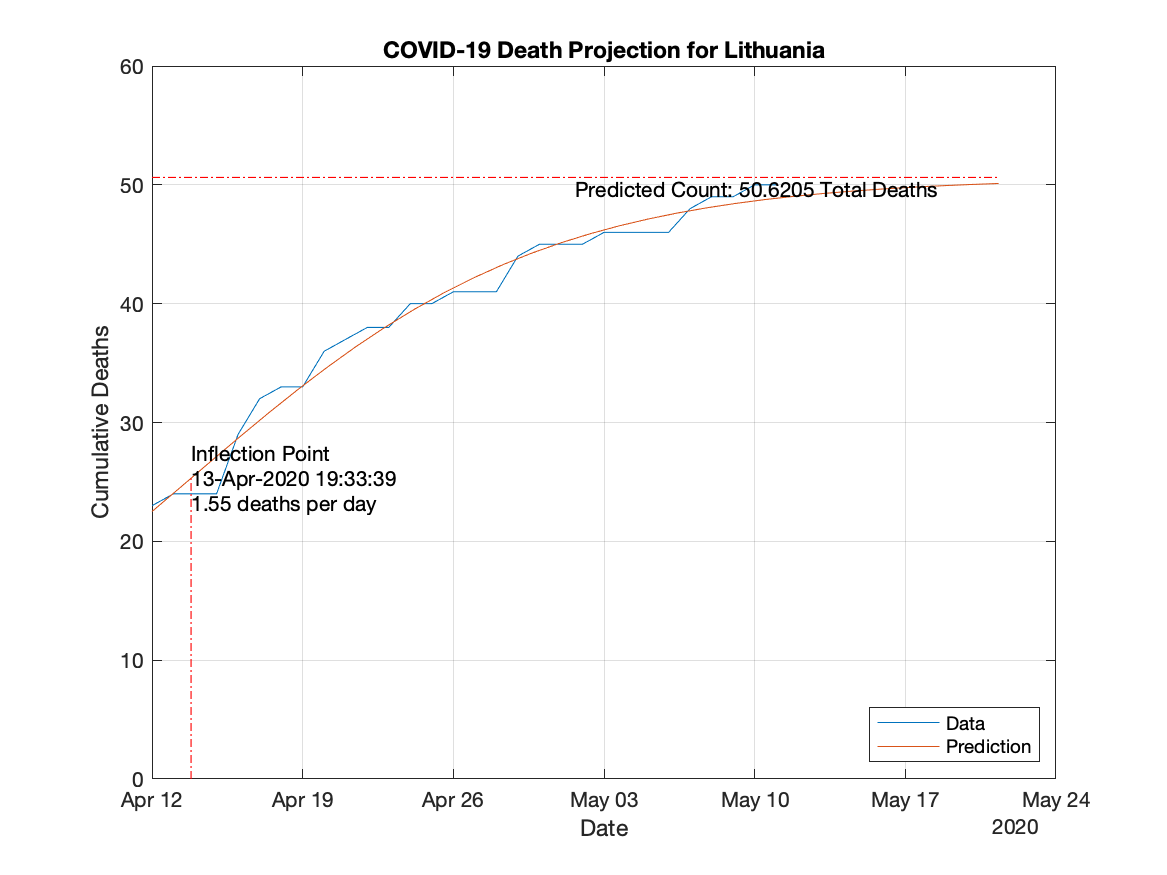 COVID-19 Death Projection for Lithuania
60
50
40
30
20
10
0
Cumulative Deaths
Predicted Count: 50.6205 Total Deaths
Inflection Point
13-Apr-2020 19:33:39
1.55 deaths per day
Data
Prediction
Apr 12 Apr 19 Apr 26 May 03 May 10 May 17 May 24
Date
2020